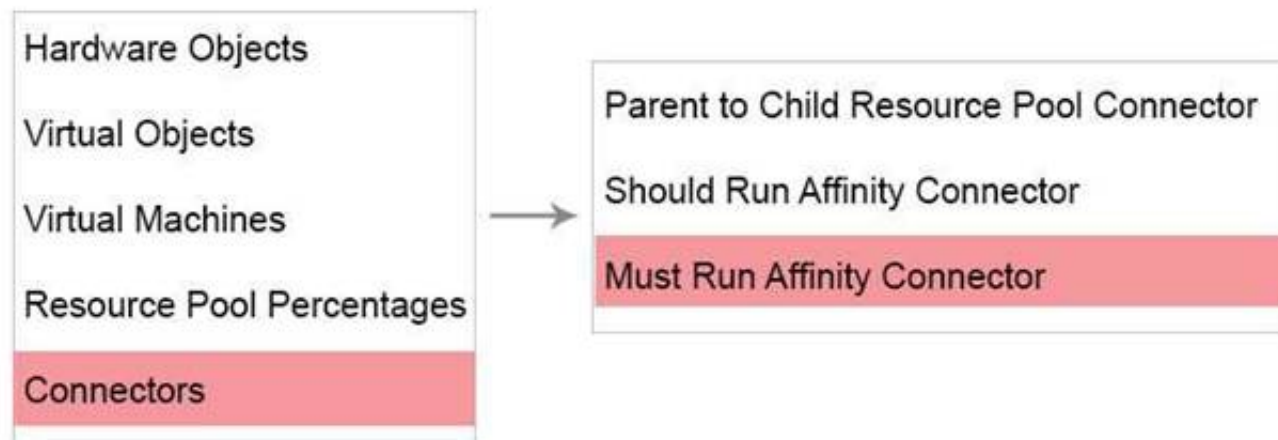 Hardware Objects
Virtual Objects
Virtual Machines
Resource Pool Percentages
Connectors
Parent to Child Resource Pool Connector
Should Run Affinity Connector
Must Run Affinity Connector